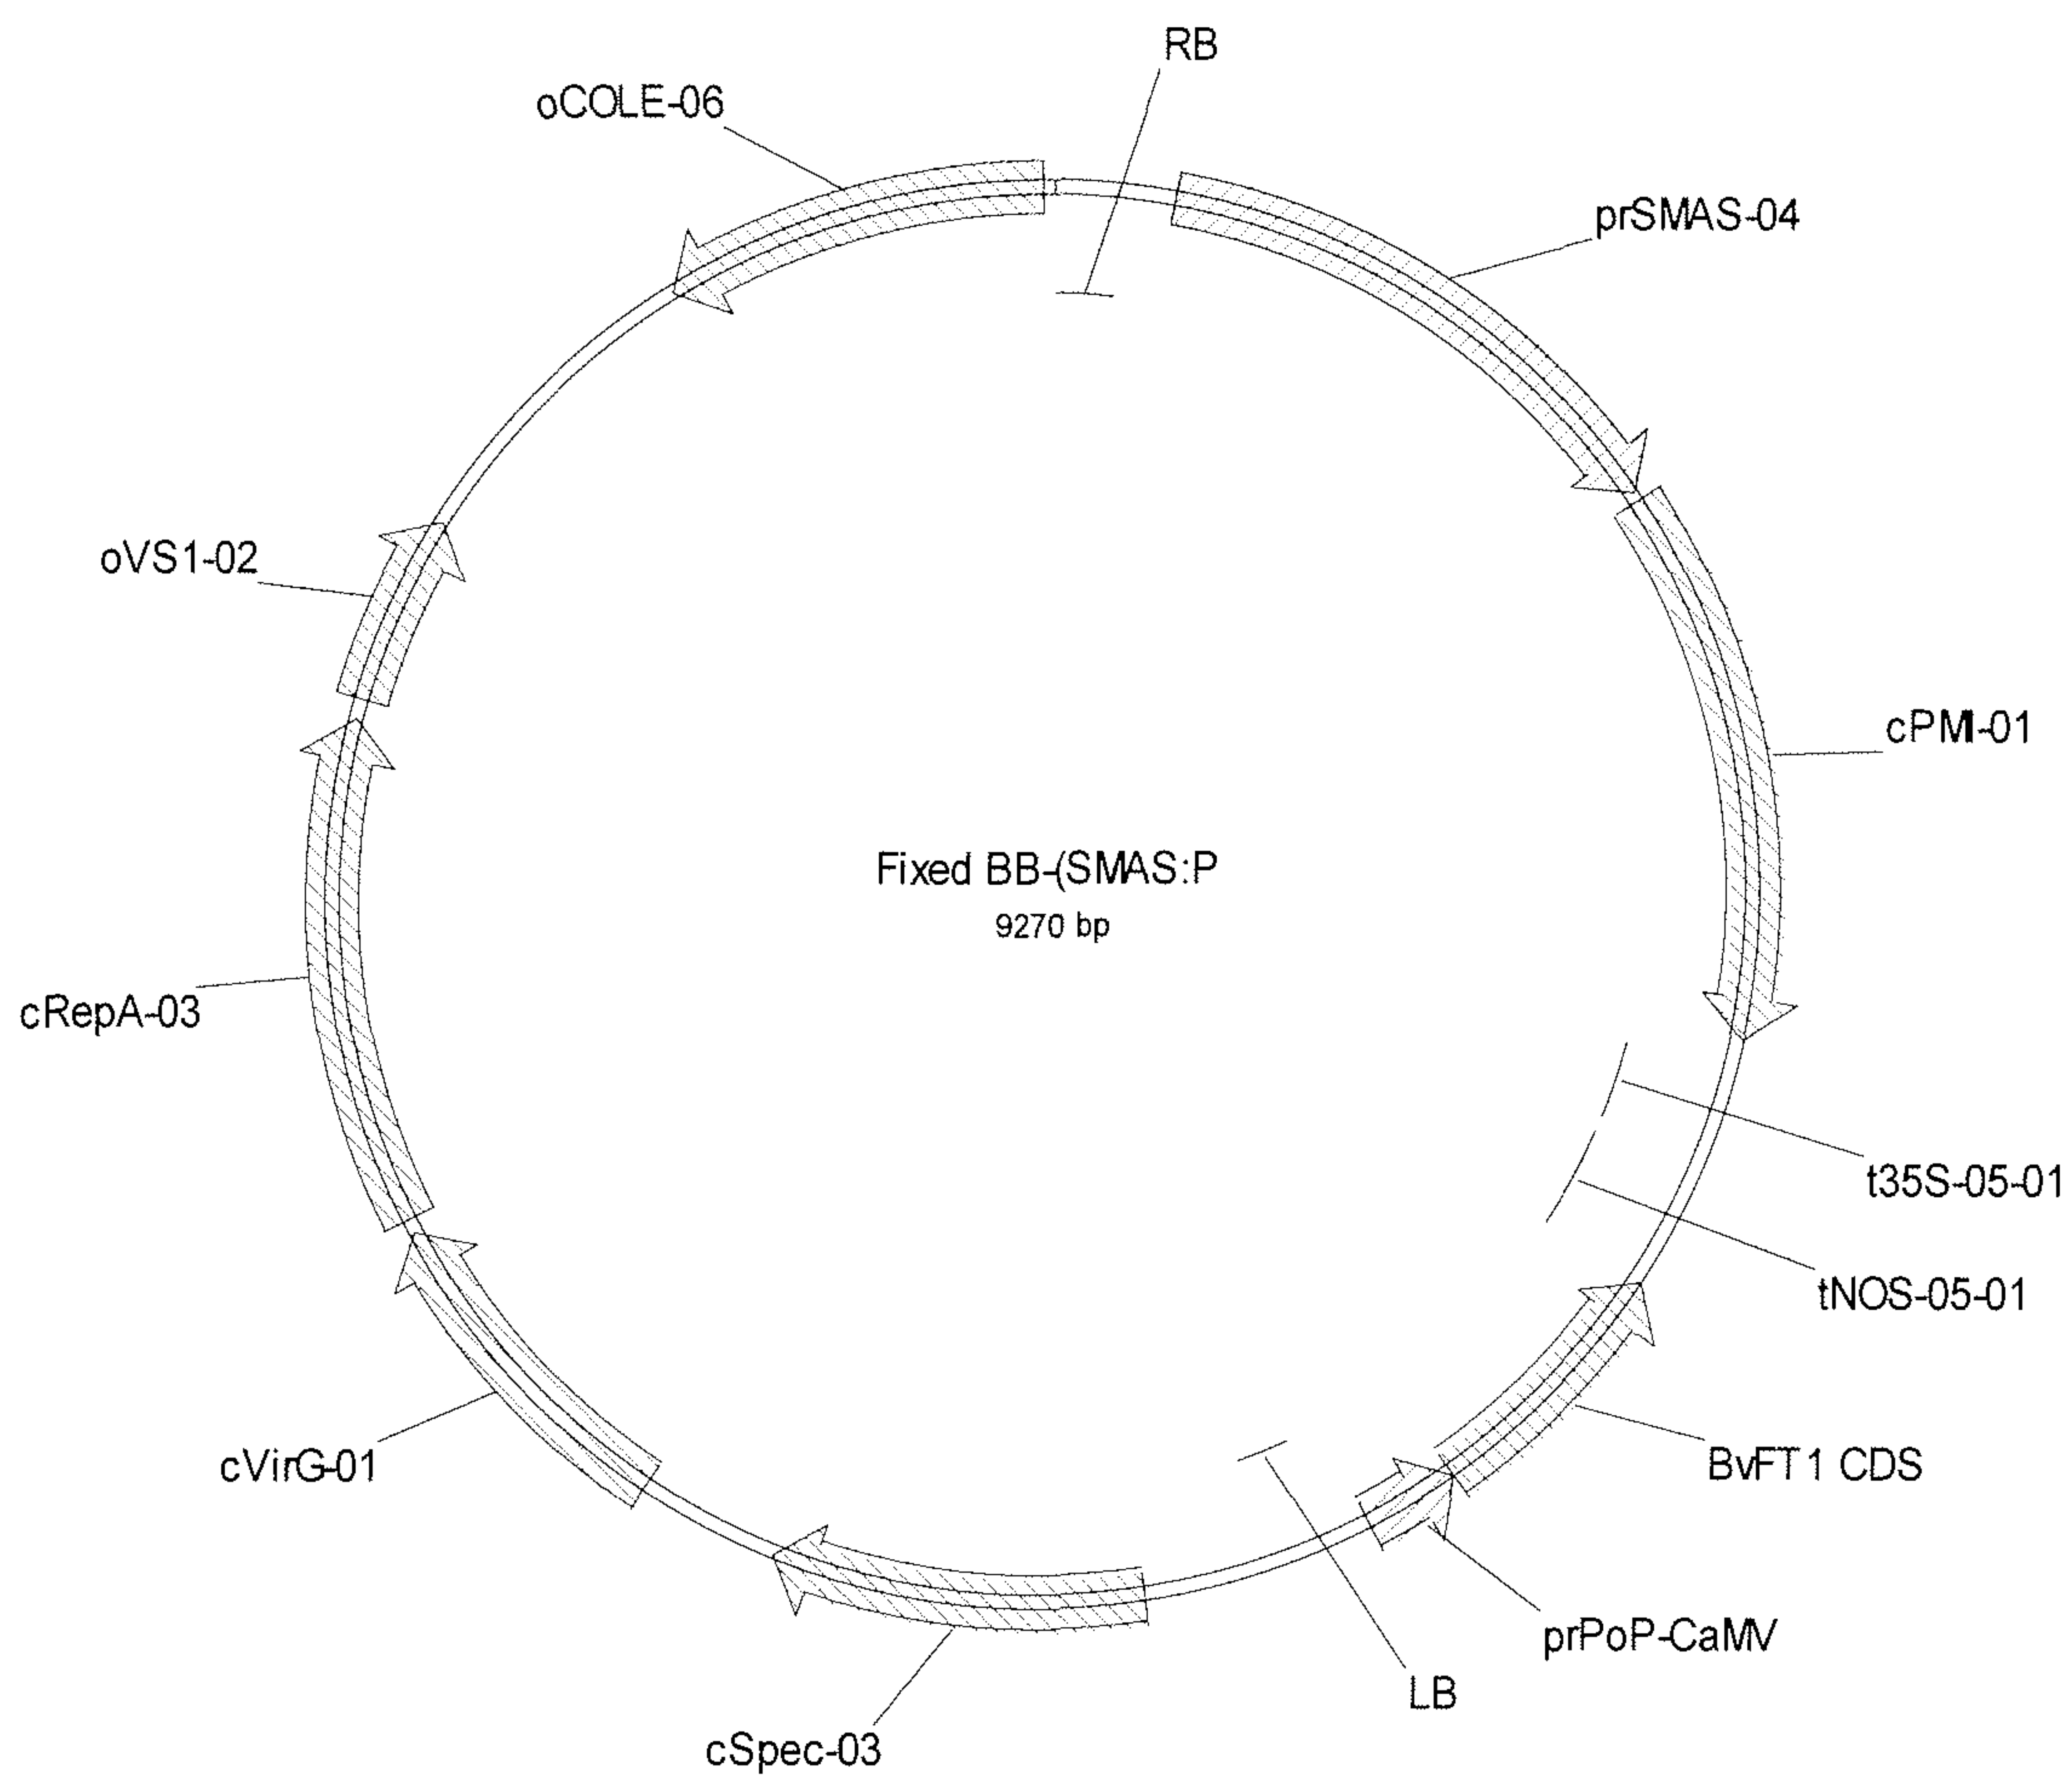 RB
oCOLE-06
prSMAS-04
oVS1-02
cPMI-01
Fixed BB-(SMAS:P
9270 bp
cRepA-03
t35S-05-01
tNOS-05-01
BvFT1 CDS
cVirG-01
prPoP-CaMV
LB
cSpec-03